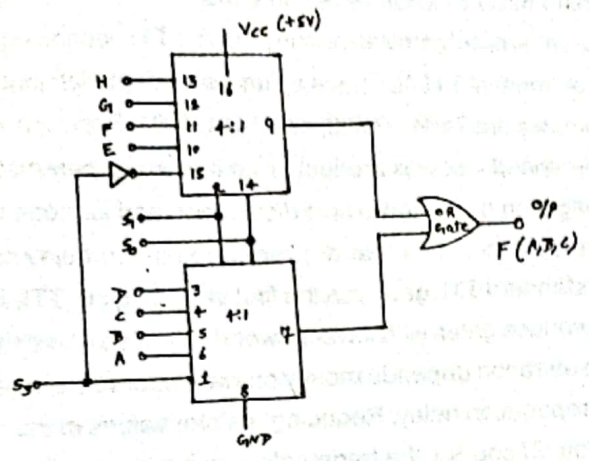 Vcc (+5V)
H 13
16
G 12
F 11 4:1 9
E 10
15
2 14
S1
S0
OR Gate
O/P
F (A,B,C)
D 3
C 4 4:1
B 5 7
A 6
1
8
GND